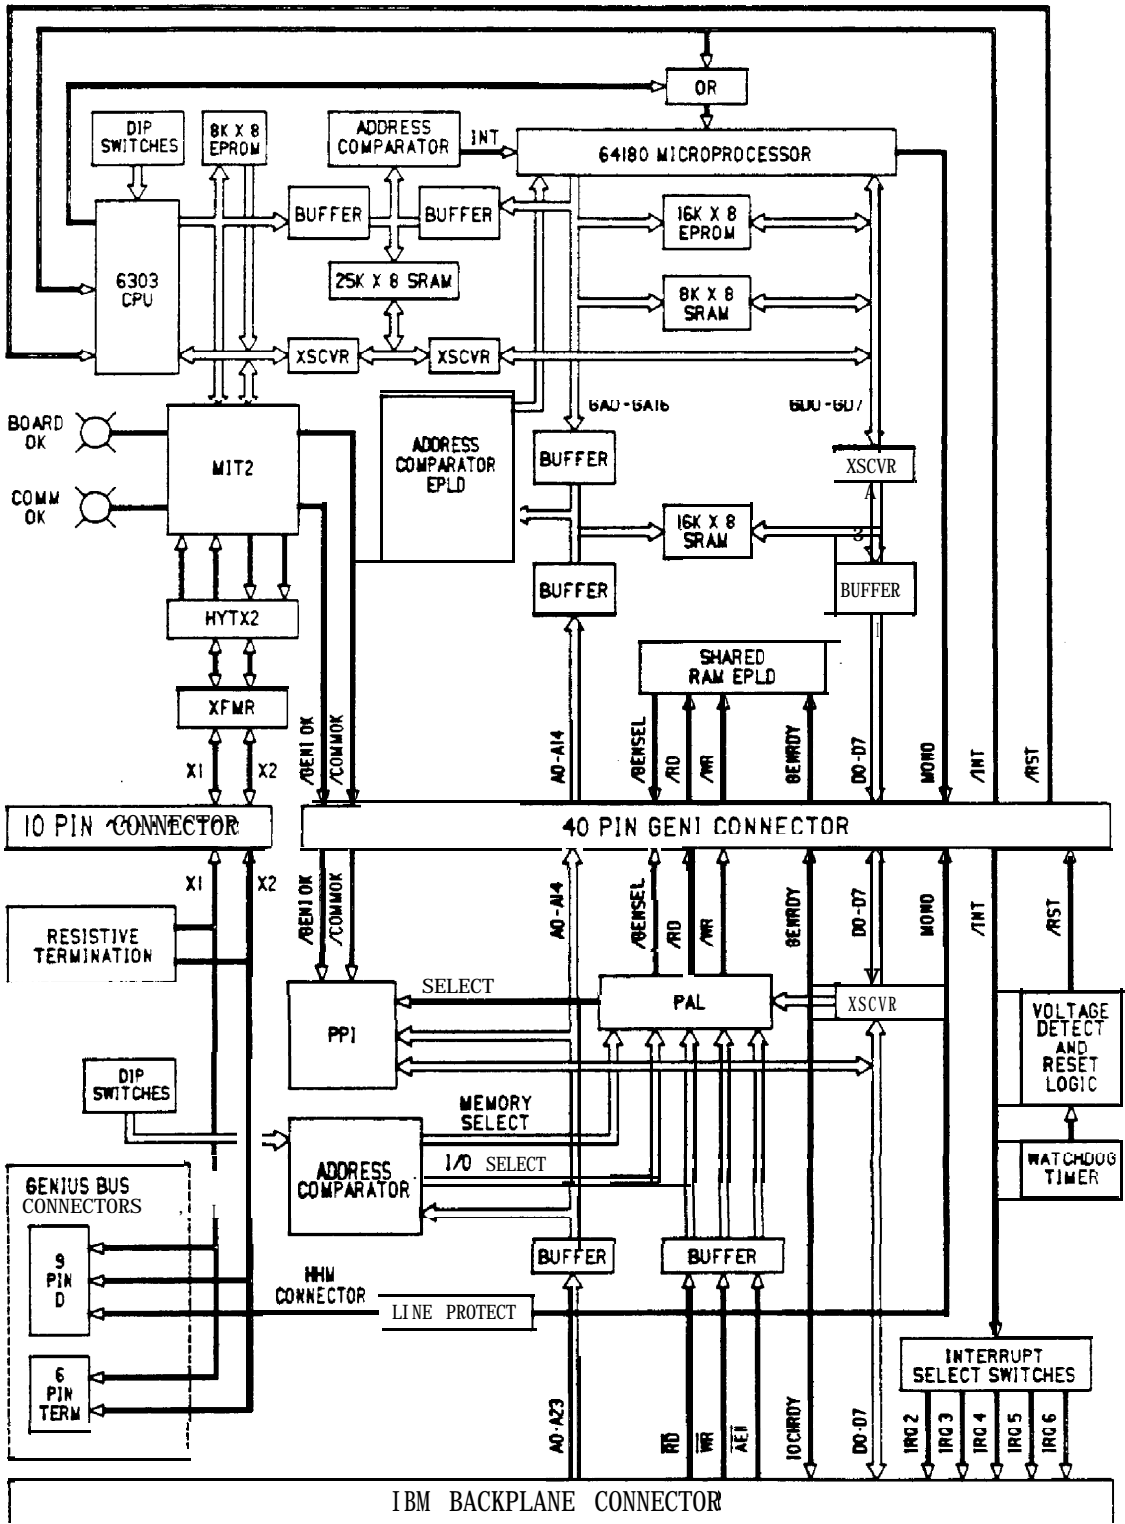 OR
DIP
SWITCHES
8K X 8
EPROM
ADDRESS
COMPARATOR
INT
64180 MICROPROCESSOR
BUFFER
BUFFER
16K X 8
EPROM
6303
CPU
25K X 8 SRAM
8K X 8
SRAM
XSCVR
XSCVR
GA0-GA16
GD0-GD7
BOARD
OK
MIT2
ADDRESS
COMPARATOR
EPLD
BUFFER
XSCVR
A
COMM
OK
16K X 8
SRAM
3
BUFFER
BUFFER
HYTX2
SHARED
RAM EPLD
XFMR
X1
X2
/GENI OK
/COMMOK
A0-A14
/GENSEL
/RD
/WR
GENRDY
D0-D7
MONO
/INT
/RST
10 PIN CONNECTOR
40 PIN GENI CONNECTOR
X1
X2
/GENI OK
/COMMOK
A0-A14
/GENSEL
/RD
/WR
GENRDY
D0-D7
MONO
/INT
/RST
RESISTIVE
TERMINATION
SELECT
PPI
PAL
XSCVR
VOLTAGE
DETECT
AND
RESET
LOGIC
DIP
SWITCHES
MEMORY
SELECT
I/O SELECT
ADDRESS
COMPARATOR
WATCHDOG
TIMER
GENIUS BUS
CONNECTORS
BUFFER
BUFFER
9
PIN
D
HHM
CONNECTOR
LINE PROTECT
6
PIN
TERM
INTERRUPT
SELECT SWITCHES
A0-A23
RD
WR
IOCHRDY
D0-D7
IRQ 2
IRQ 3
IRQ 4
IRQ 5
IRQ 6
IBM BACKPLANE CONNECTOR